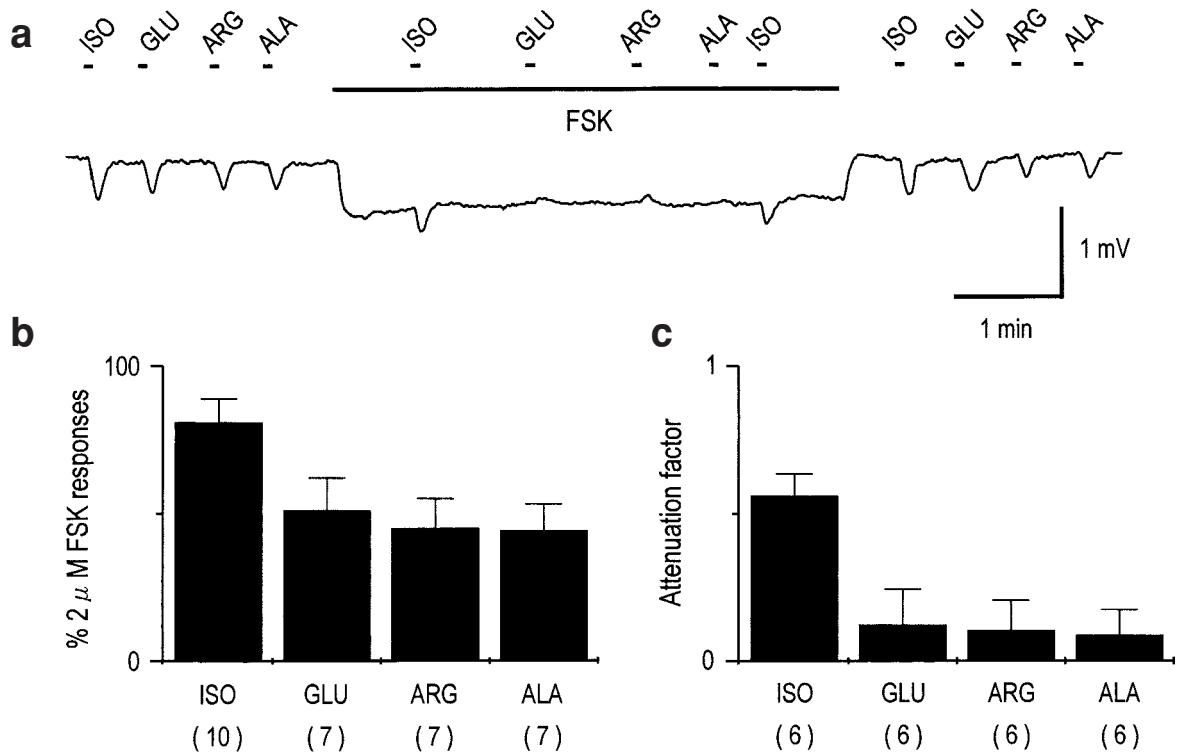 a
ISO GLU ARG ALA ISO GLU ARG ALA ISO ISO GLU ARG ALA
FSK
1 mV
1 min
b
% 2 μ M FSK responses
100
0
ISO GLU ARG ALA
( 10 ) ( 7 ) ( 7 ) ( 7 )
c
Attenuation factor
1
0
ISO GLU ARG ALA
( 6 ) ( 6 ) ( 6 ) ( 6 )